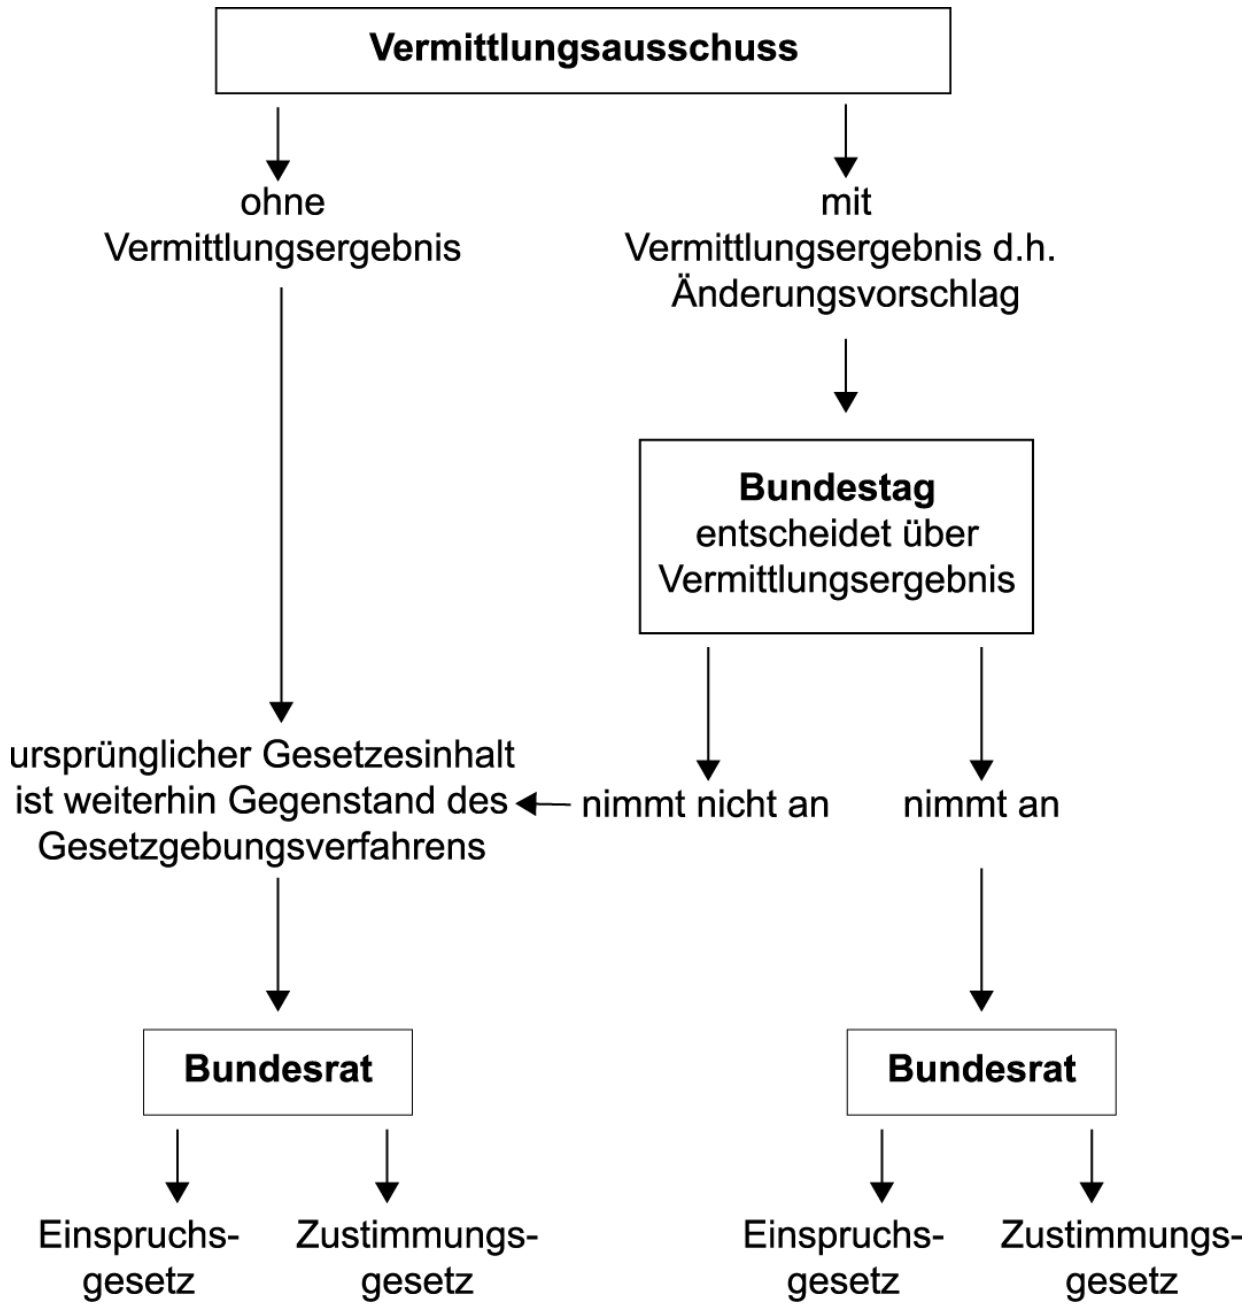 Vermittlungsausschuss
ohne
Vermittlungsergebnis
mit
Vermittlungsergebnis d.h.
Änderungsvorschlag
Bundestag
entscheidet über
Vermittlungsergebnis
ursprünglicher Gesetzesinhalt
ist weiterhin Gegenstand des
Gesetzgebungsverfahrens
nimmt nicht an
nimmt an
Bundesrat
Bundesrat
Einspruchs-
gesetz
Zustimmungs-
gesetz
Einspruchs-
gesetz
Zustimmungs-
gesetz